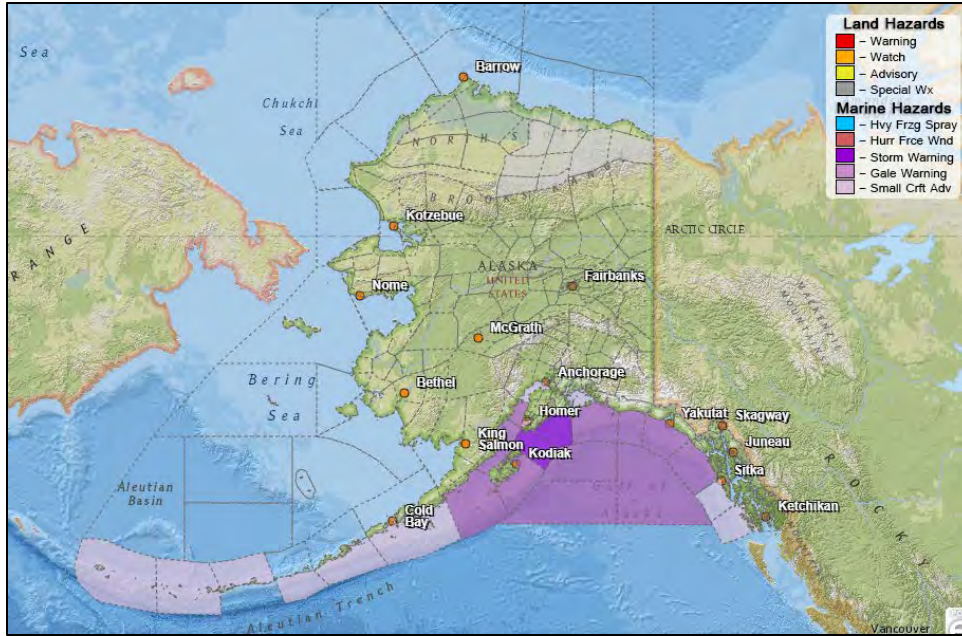 Land Hazards
– Warning
– Watch
– Advisory
– Special Wx
Marine Hazards
– Hvy Frzg Spray
– Hurr Frce Wnd
– Storm Warning
– Gale Warning
– Small Crft Adv
Sea
Barrow
Chukchi
Sea
NORTH S
BROOKS RANGE
Kotzebue
ARCTIC CIRCLE
RANGE
ALASKA
UNITED
STATES
Fairbanks
Nome
MACKENZIE
MOUNTAINS
McGrath
Anchorage
Bering
Sea
Bethel
Homer
Yakutat
Skagway
King
Salmon
Juneau
Kodiak
Sitka
Aleutian
Basin
Gulf of
Alaska
Cold
Bay
Ketchikan
ROCKY
Aleutian Trench
Vancouver